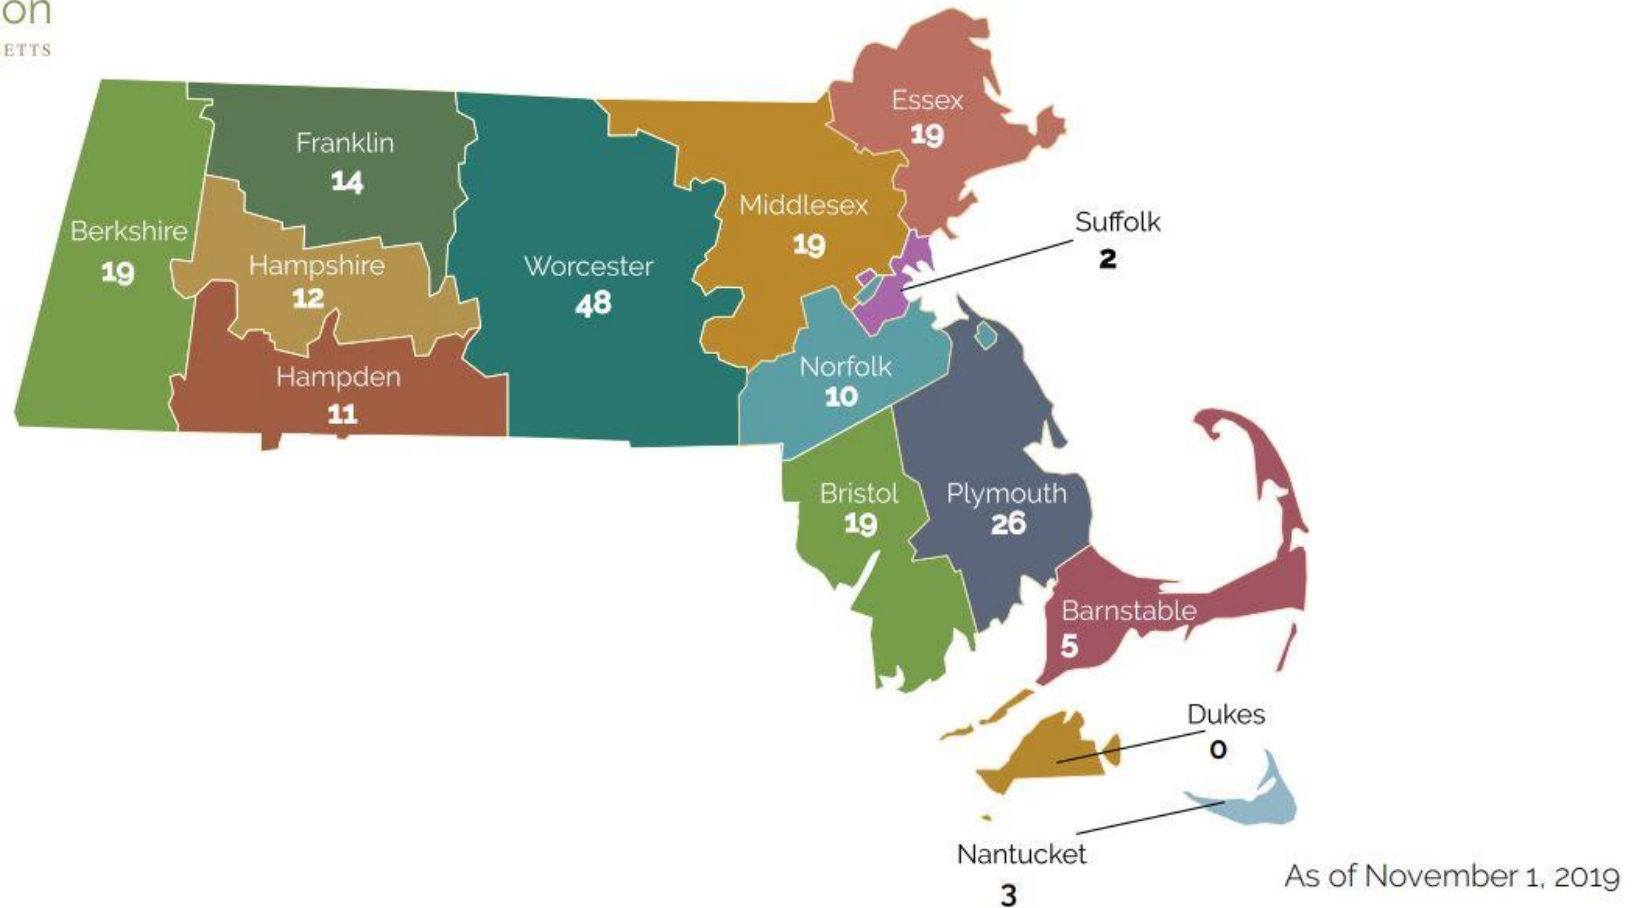 on
ETTS
Essex
19
Franklin
14
Middlesex
19
Suffolk
2
Berkshire
19
Hampshire
12
Worcester
48
Norfolk
10
Hampden
11
Bristol
19
Plymouth
26
Barnstable
5
Dukes
0
Nantucket
3
As of November 1, 2019